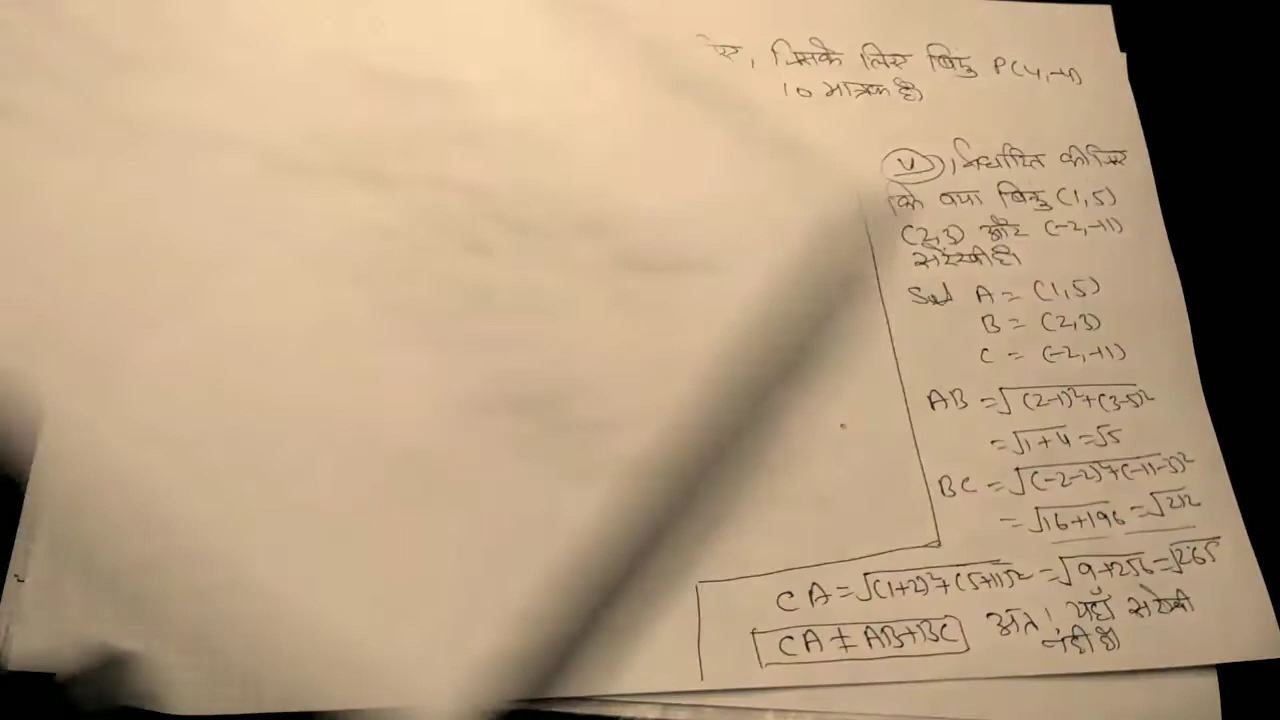 जिसके लिए बिंदु P(4,-1)
10 मात्रक है।
(v), निर्धारित कीजिए
कि क्या बिन्दु (1,5)
(2,3) और (-2,-11)
संरेखी है।
Sol A = (1,5)
B = (2,3)
C = (-2,-11)
AB = √(2-1)²+(3-5)²
= √1+4 = √5
BC = √(-2-2)²+(-11-3)²
= √16+196 = √212
CA = √(1+2)²+(5+11)² = √9+256 = √265
CA ≠ AB+BC अतः यहाँ संरेखी
नहीं है